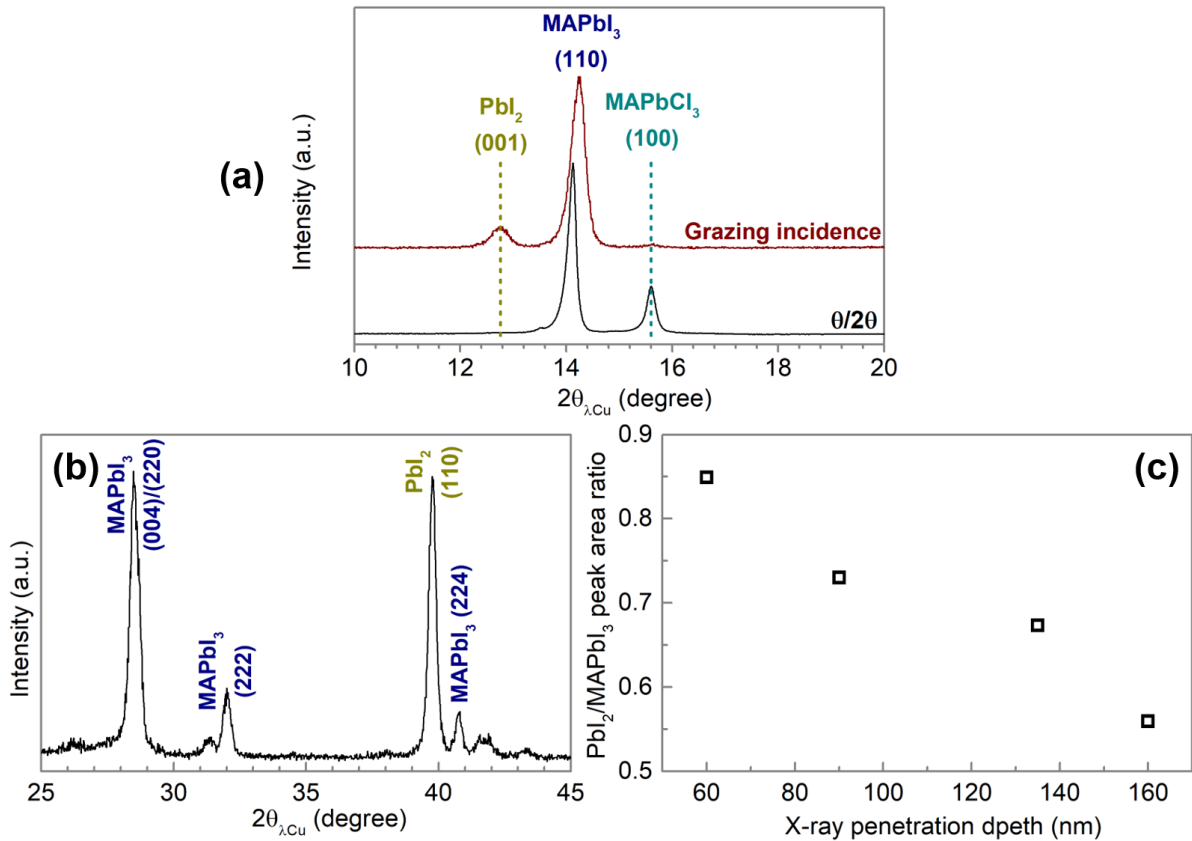 (a)
Intensity (a.u.)
PbI2
(001)
MAPbI3
(110)
MAPbCl3
(100)
Grazing incidence
θ/2θ
10 12 14 16 18 20
2θλCu (degree)
(b)
Intensity (a.u.)
MAPbI3
(004)/(220)
MAPbI3
(222)
PbI2
(110)
MAPbI3 (224)
25 30 35 40 45
2θλCu (degree)
(c)
PbI2/MAPbI3 peak area ratio
0.9
0.8
0.7
0.6
0.5
60 80 100 120 140 160
X-ray penetration dpeth (nm)